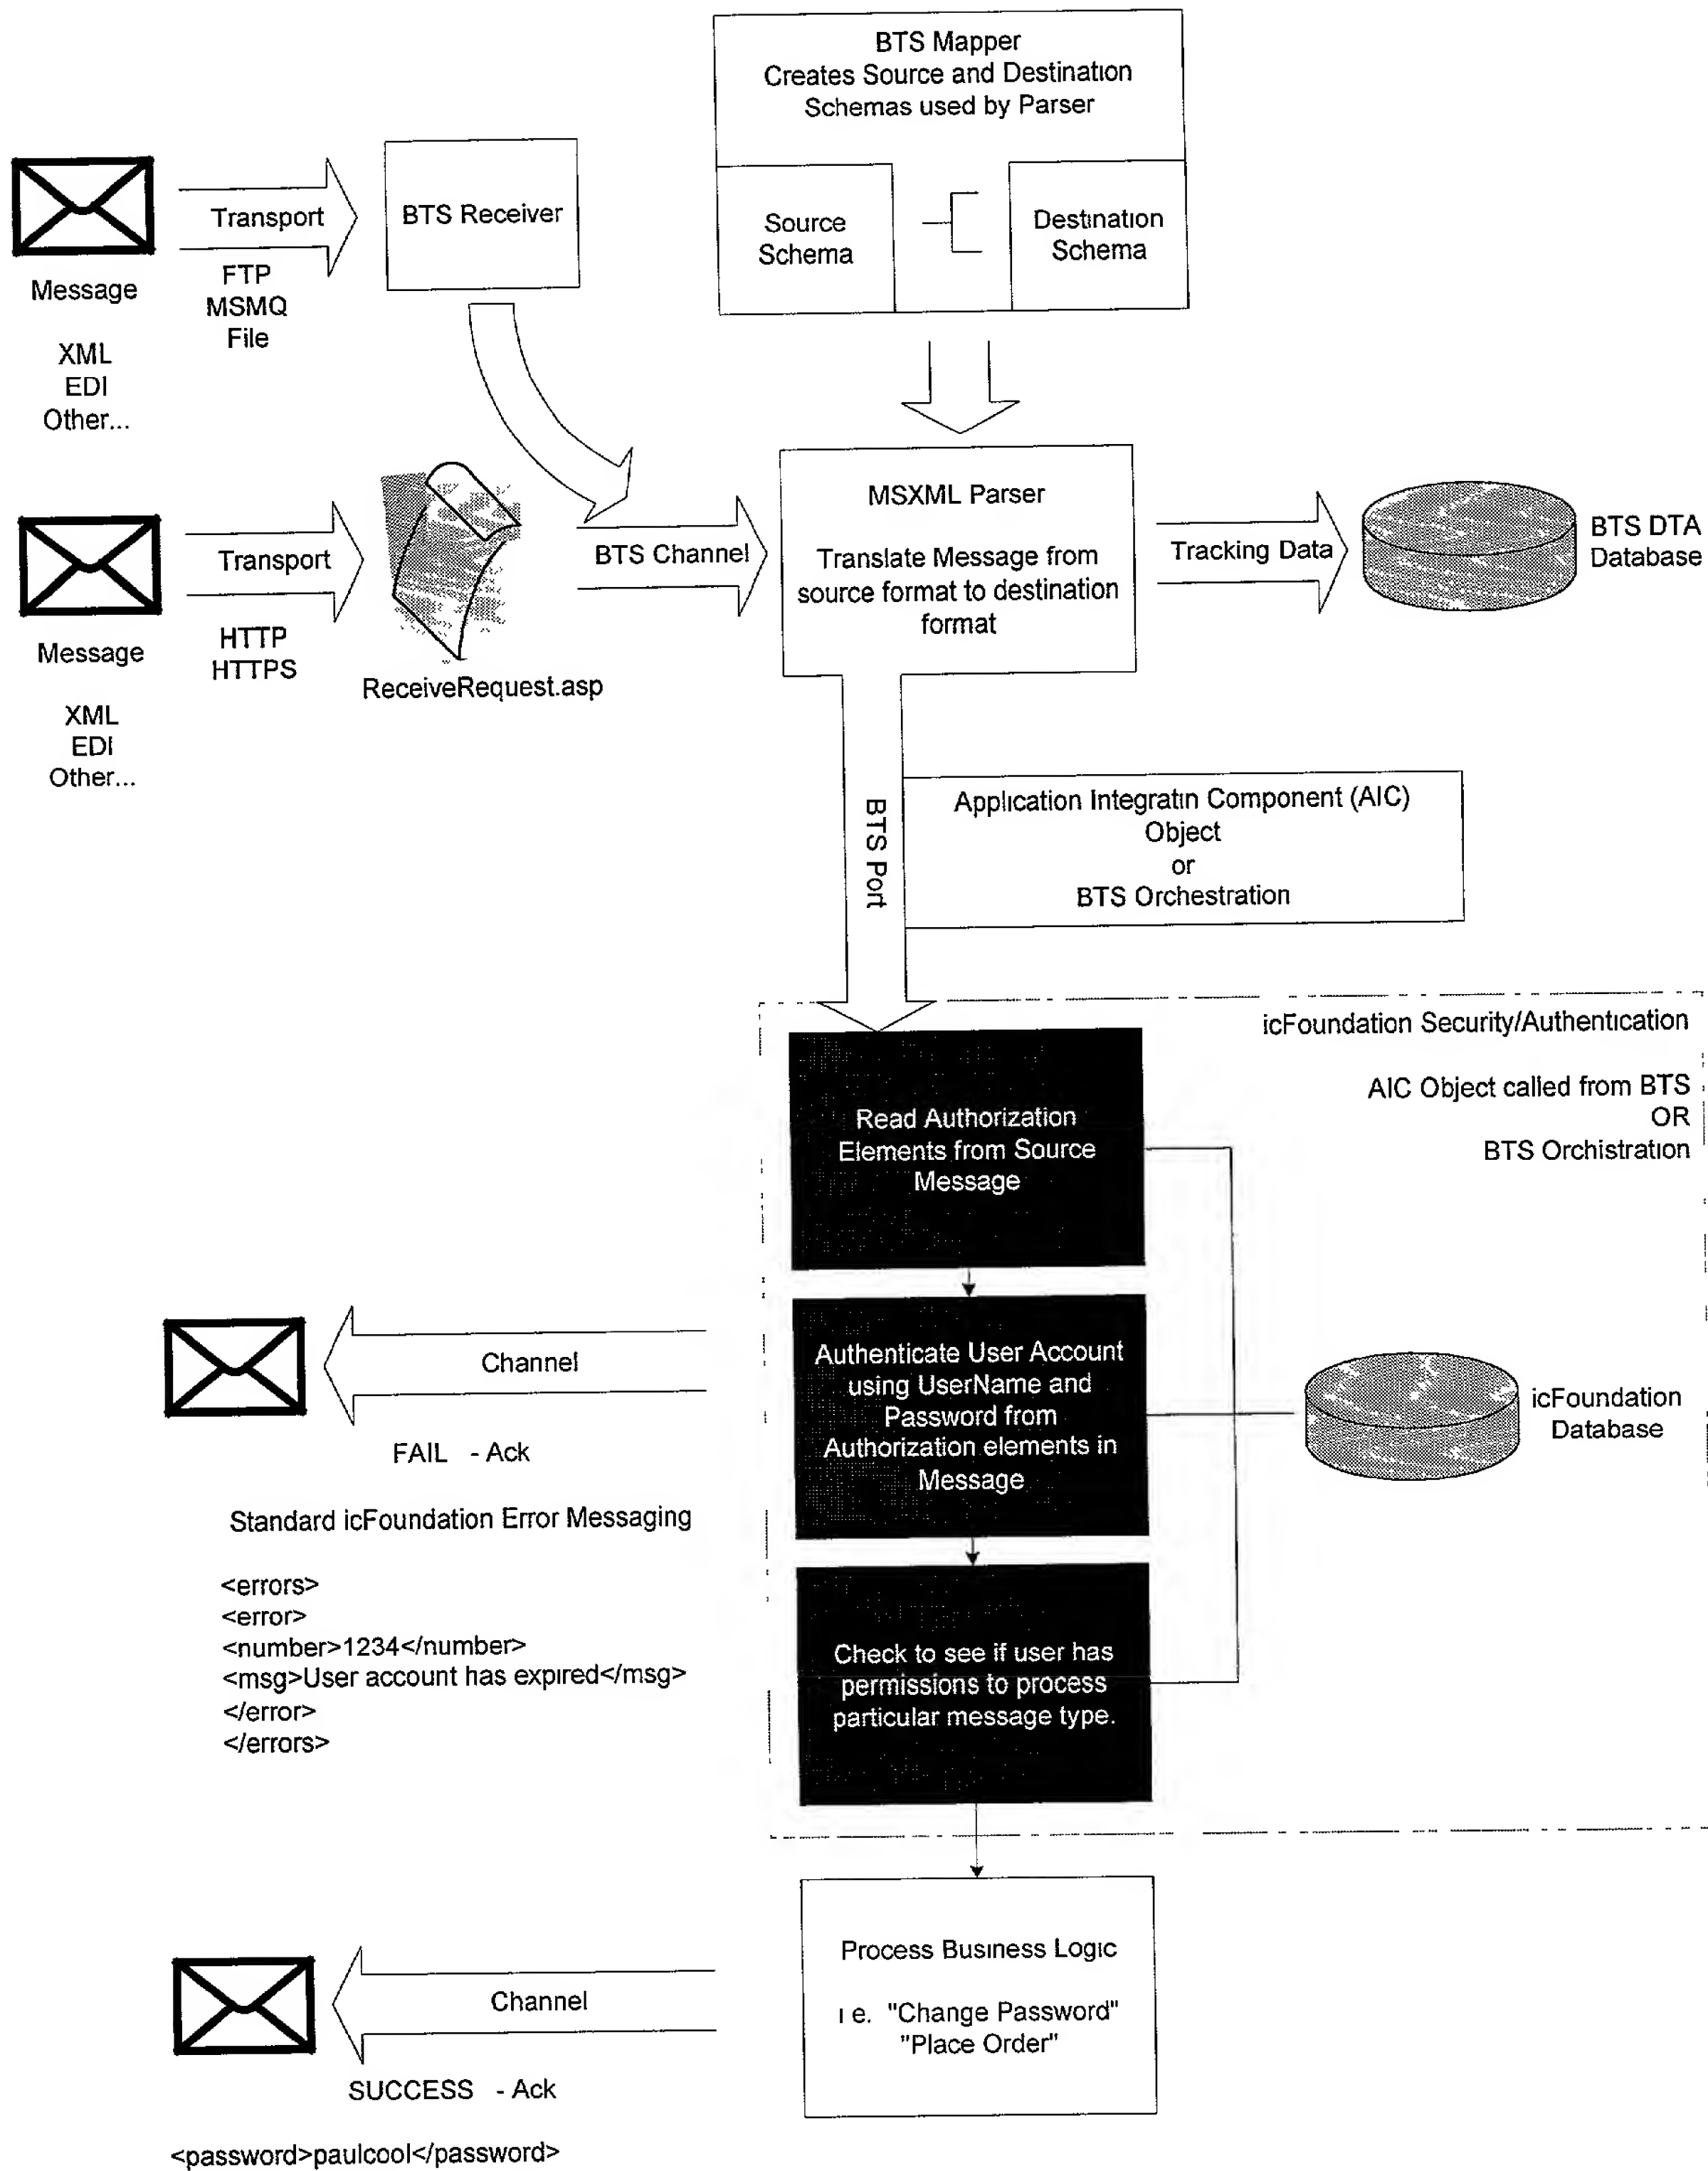 BTS Mapper
Creates Source and Destination
Schemas used by Parser
Source
Schema
Destination
Schema
Message
XML
EDI
Other...
Transport
FTP
MSMQ
File
BTS Receiver
Message
XML
EDI
Other...
Transport
HTTP
HTTPS
ReceiveRequest.asp
BTS Channel
MSXML Parser
Translate Message from
source format to destination
format
Tracking Data
BTS DTA
Database
BTS Port
Application Integratin Component (AIC)
Object
or
BTS Orchestration
icFoundation Security/Authentication
AIC Object called from BTS
OR
BTS Orchistration
Read Authorization
Elements from Source
Message
Authenticate User Account
using UserName and
Password from
Authorization elements in
Message
icFoundation
Database
Check to see if user has
permissions to process
particular message type.
Channel
FAIL - Ack
Standard icFoundation Error Messaging
<errors>
<error>
<number>1234</number>
<msg>User account has expired</msg>
</error>
</errors>
Process Business Logic
i e. "Change Password"
"Place Order"
Channel
SUCCESS - Ack
<password>paulcool</password>